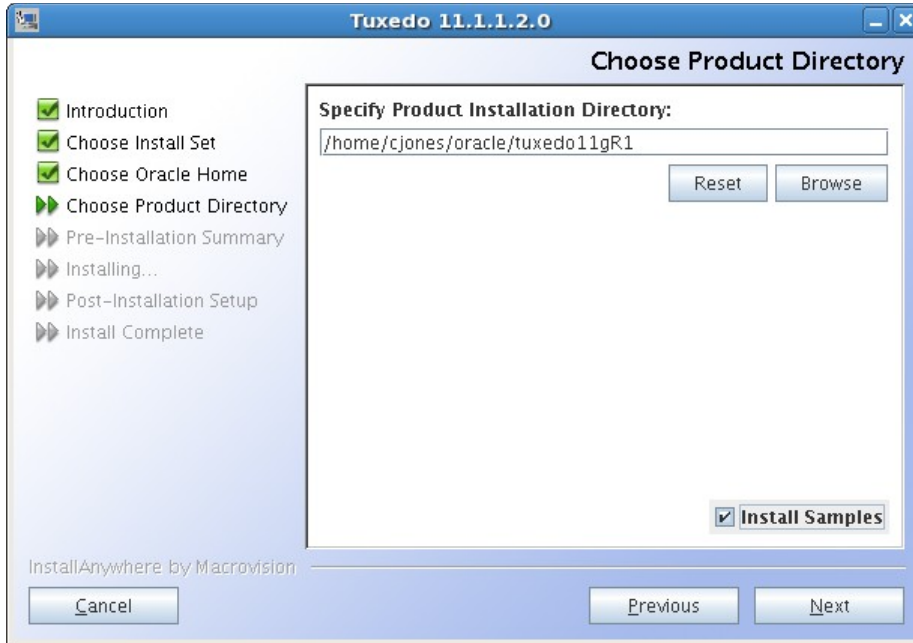 Tuxedo 11.1.1.2.0
Choose Product Directory
Introduction
Choose Install Set
Choose Oracle Home
Choose Product Directory
Pre-Installation Summary
Installing...
Post-Installation Setup
Install Complete
Specify Product Installation Directory:
/home/cjones/oracle/tuxedo11gR1
Reset Browse
Install Samples
InstallAnywhere by Macrovision
Cancel Previous Next